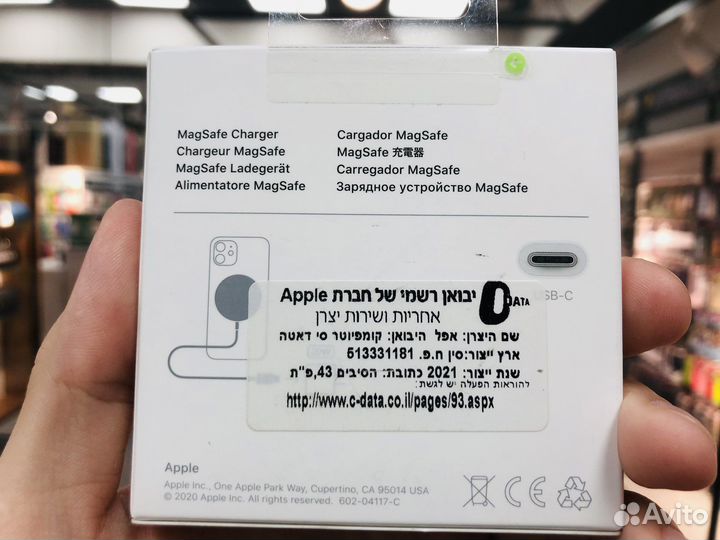 MagSafe Charger
Chargeur MagSafe
MagSafe Ladegerät
Alimentatore MagSafe
Cargador MagSafe
MagSafe 充電器
Carregador MagSafe
Зарядное устройство MagSafe
USB-C
DATA
יבואן רשמי של חברת Apple
אחריות ושירות יצרן
שם היצרן: אפל היבואן: קומפיוטר סי דאטה
ארץ ייצור:סין ח.פ. 513331181
שנת ייצור: 2021 כתובת: הסיבים 43,פ"ת
להוראות הפעלה יש לגשת:
http://www.c-data.co.il/pages/93.aspx
Apple
Apple Inc., One Apple Park Way, Cupertino, CA 95014 USA
© 2020 Apple Inc. All rights reserved. 602-04117-C
CE
Avito